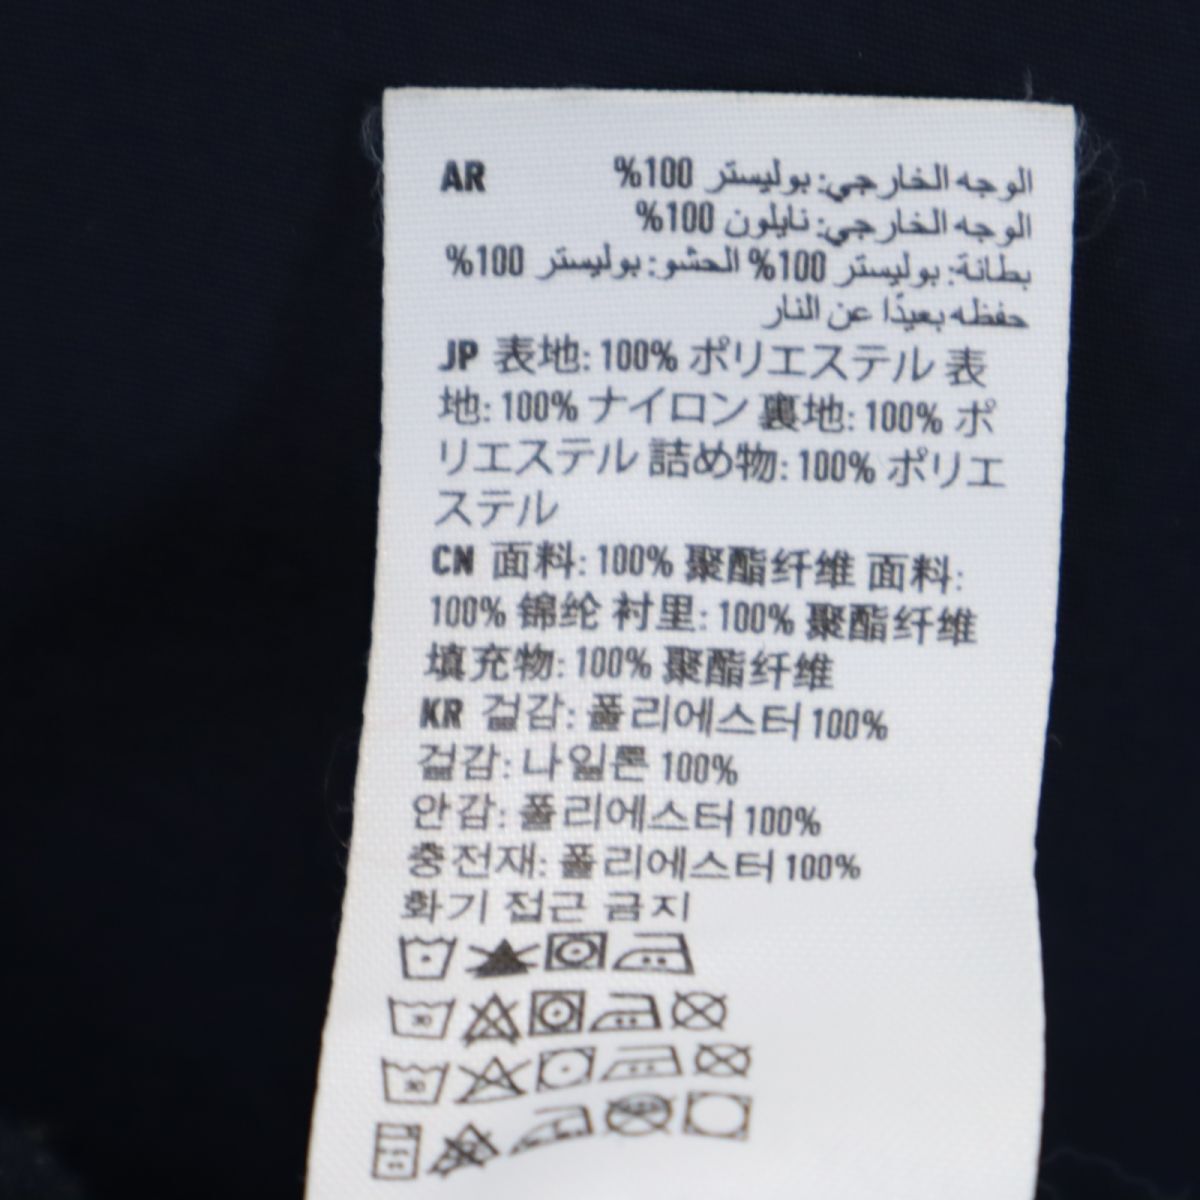 AR الوجه الخارجي: بوليستر 100%
الوجه الخارجي: نايلون 100%
بطانة: بوليستر 100% الحشو: بوليستر 100%
حفظه بعيدًا عن النار
JP 表地: 100% ポリエステル 表
地: 100% ナイロン 裏地: 100% ポ
リエステル 詰め物: 100% ポリエ
ステル
CN 面料: 100% 聚酯纤维 面料:
100% 锦纶 衬里: 100% 聚酯纤维
填充物: 100% 聚酯纤维
KR 겉감: 폴리에스터 100%
겉감: 나일론 100%
안감: 폴리에스터 100%
충전재: 폴리에스터 100%
화기 접근 금지
30
30